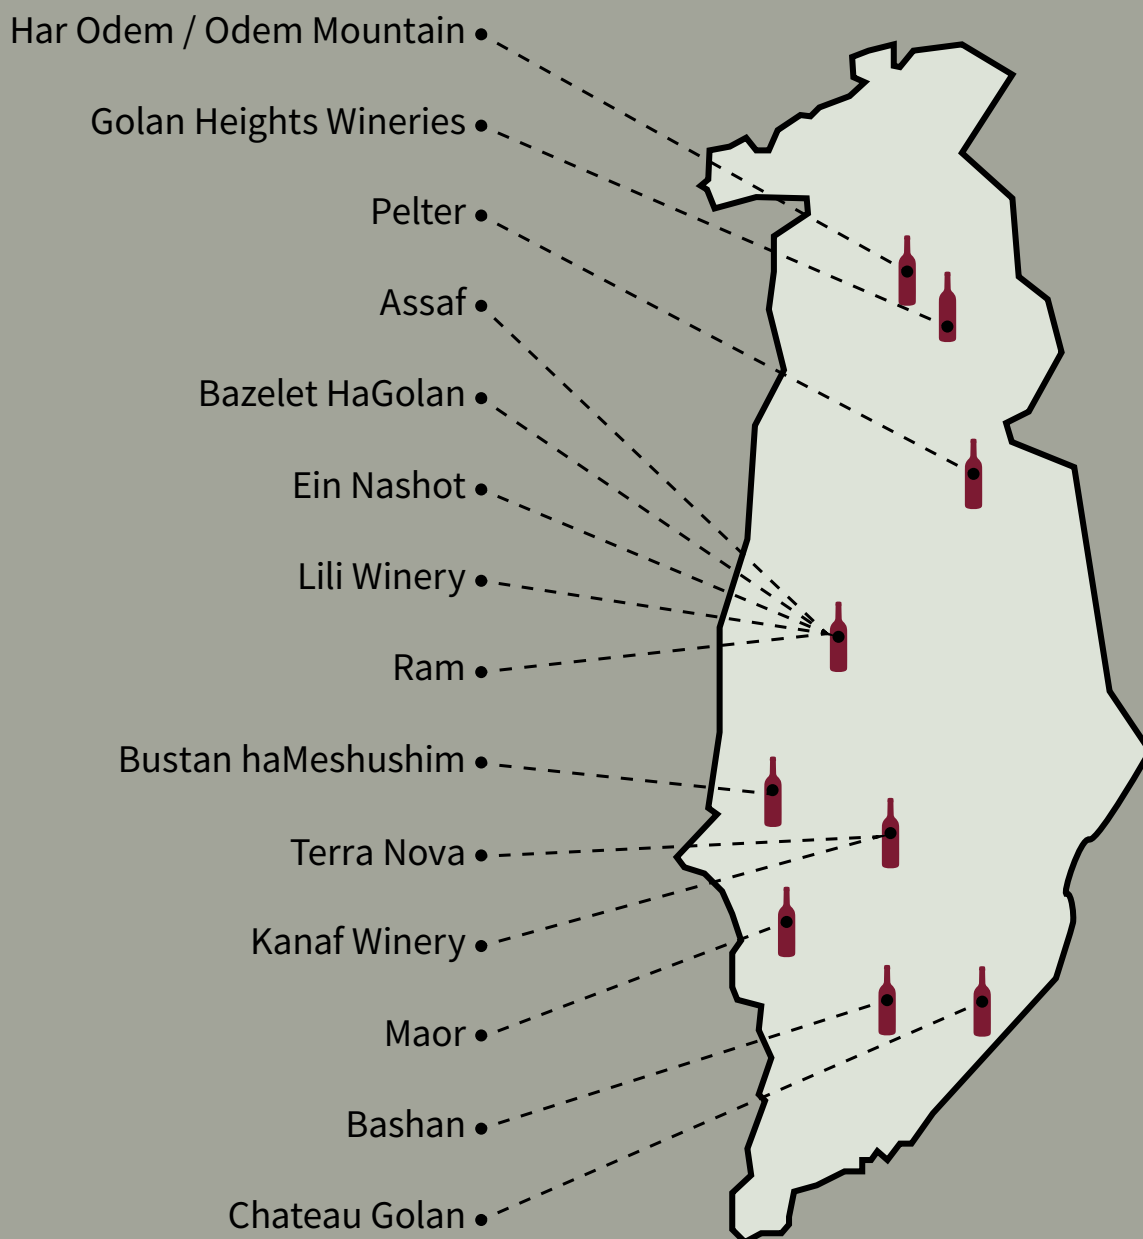 Har Odem / Odem Mountain
Golan Heights Wineries
Pelter
Assaf
Bazelet HaGolan
Ein Nashot
Lili Winery
Ram
Bustan haMeshushim
Terra Nova
Kanaf Winery
Maor
Bashan
Chateau Golan